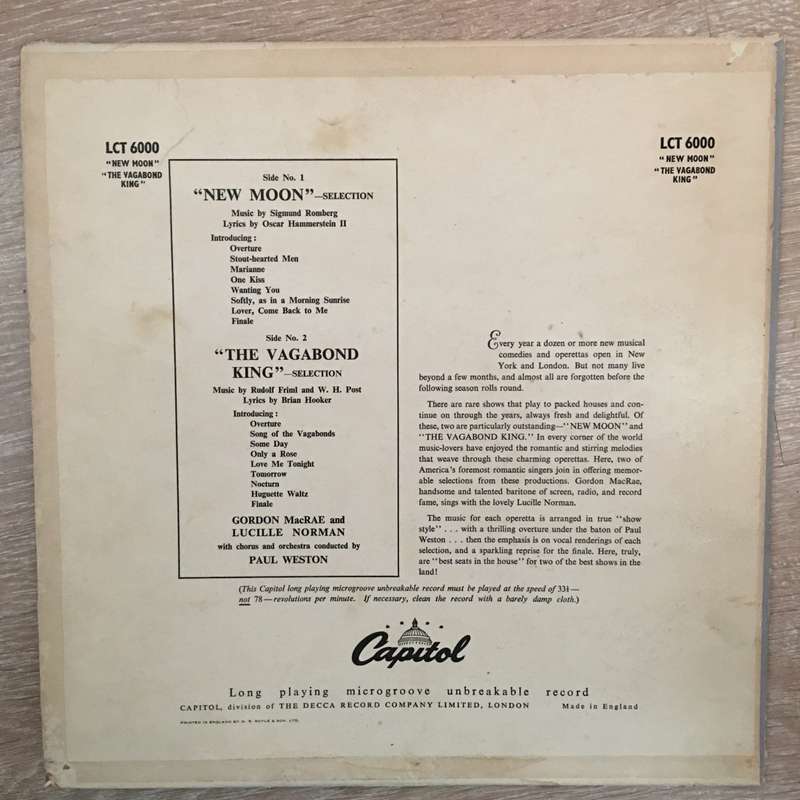 LCT 6000
"NEW MOON"
"THE VAGABOND
KING"
LCT 6000
"NEW MOON"
"THE VAGABOND
KING"
Side No. 1
"NEW MOON"—SELECTION
Music by Sigmund Romberg
Lyrics by Oscar Hammerstein II
Introducing :
Overture
Stout-hearted Men
Marianne
One Kiss
Wanting You
Softly, as in a Morning Sunrise
Lover, Come Back to Me
Finale
Side No. 2
"THE VAGABOND
KING"—SELECTION
Music by Rudolf Friml and W. H. Post
Lyrics by Brian Hooker
Introducing :
Overture
Song of the Vagabonds
Some Day
Only a Rose
Love Me Tonight
Tomorrow
Nocturn
Huguette Waltz
Finale
GORDON MacRAE and
LUCILLE NORMAN
with chorus and orchestra conducted by
PAUL WESTON
Every year a dozen or more new musical
comedies and operettas open in New
York and London. But not many live
beyond a few months, and almost all are forgotten before the
following season rolls round.
There are rare shows that play to packed houses and con-
tinue on through the years, always fresh and delightful. Of
these, two are particularly outstanding—"NEW MOON" and
"THE VAGABOND KING." In every corner of the world
music-lovers have enjoyed the romantic and stirring melodies
that weave through these charming operettas. Here, two of
America's foremost romantic singers join in offering memor-
able selections from these productions. Gordon MacRae,
handsome and talented baritone of screen, radio, and record
fame, sings with the lovely Lucille Norman.
The music for each operetta is arranged in true "show
style" . . . with a thrilling overture under the baton of Paul
Weston . . . then the emphasis is on vocal renderings of each
selection, and a sparkling reprise for the finale. Here, truly,
are "best seats in the house" for two of the best shows in the
land!
(This Capitol long playing microgroove unbreakable record must be played at the speed of 33⅓—
not 78—revolutions per minute. If necessary, clean the record with a barely damp cloth.)
Capitol
Long playing microgroove unbreakable record
CAPITOL, division of THE DECCA RECORD COMPANY LIMITED, LONDON Made in England
PRINTED IN ENGLAND BY